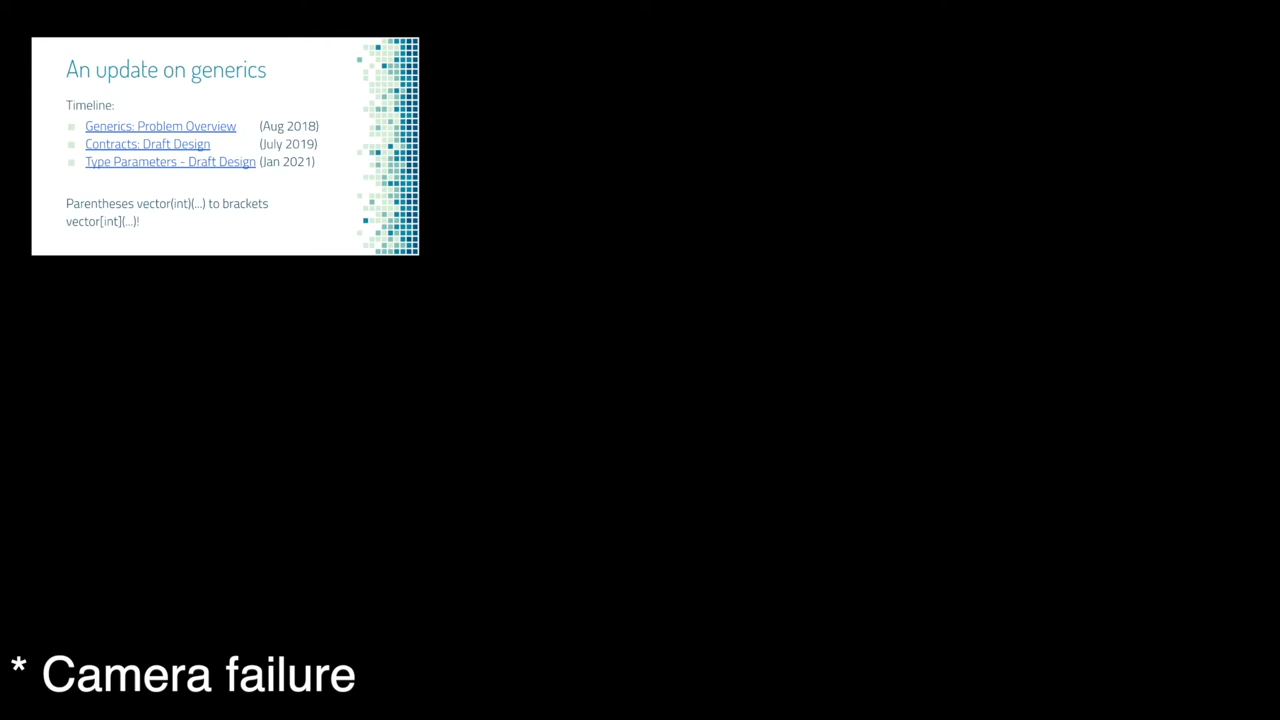 An update on generics
Timeline:
Generics: Problem Overview (Aug 2018)
Contracts: Draft Design (July 2019)
Type Parameters - Draft Design (Jan 2021)
Parentheses vector(int)(...) to brackets
vector[int](...)!
* Camera failure